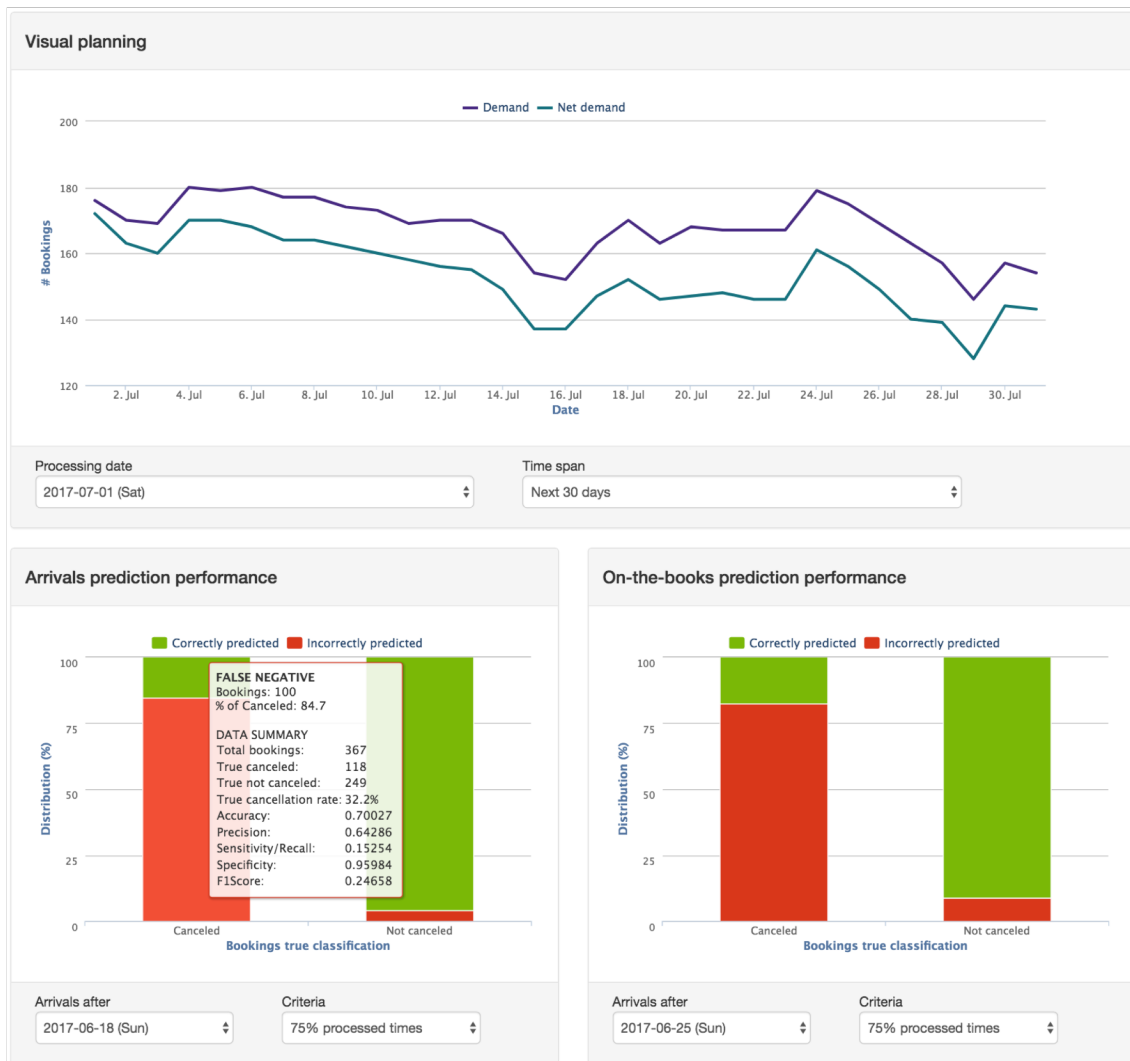 Visual planning
Demand Net demand
200
180
160
140
120
# Bookings
2. Jul 4. Jul 6. Jul 8. Jul 10. Jul 12. Jul 14. Jul 16. Jul 18. Jul 20. Jul 22. Jul 24. Jul 26. Jul 28. Jul 30. Jul
Date
Processing date Time span
2017-07-01 (Sat) Next 30 days
Arrivals prediction performance
Correctly predicted Incorrectly predicted
100
75
50
25
0
Distribution (%)
FALSE NEGATIVE
Bookings: 100
% of Canceled: 84.7
DATA SUMMARY
Total bookings: 367
True canceled: 118
True not canceled: 249
True cancellation rate: 32.2%
Accuracy: 0.70027
Precision: 0.64286
Sensitivity/Recall: 0.15254
Specificity: 0.95984
F1Score: 0.24658
Canceled Not canceled
Bookings true classification
Arrivals after Criteria
2017-06-18 (Sun) 75% processed times
On-the-books prediction performance
Correctly predicted Incorrectly predicted
100
75
50
25
0
Distribution (%)
Canceled Not canceled
Bookings true classification
Arrivals after Criteria
2017-06-25 (Sun) 75% processed times